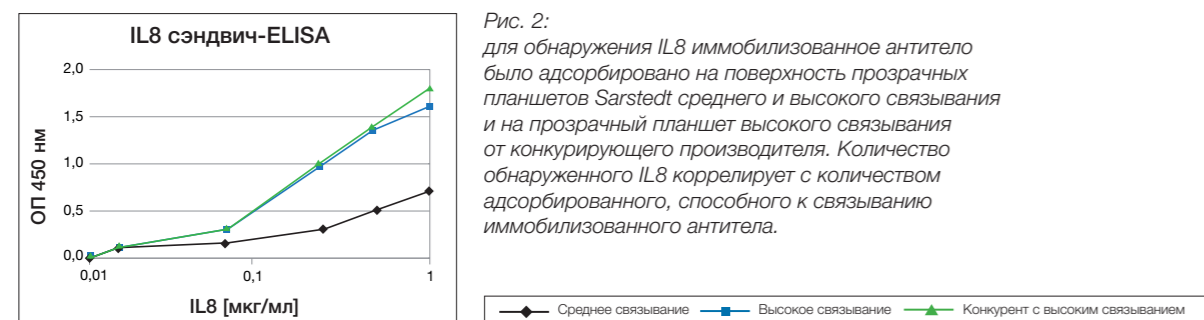 IL8 сэндвич-ELISA
2,0
1,5
1,0
0,5
0,0
ОП 450 нм
0,01 0,1 1
IL8 [мкг/мл]
Рис. 2:
для обнаружения IL8 иммобилизованное антитело
было адсорбировано на поверхность прозрачных
планшетов Sarstedt среднего и высокого связывания
и на прозрачный планшет высокого связывания
от конкурирующего производителя. Количество
обнаруженного IL8 коррелирует с количеством
адсорбированного, способного к связыванию
иммобилизованного антитела.
Среднее связывание Высокое связывание Конкурент с высоким связыванием